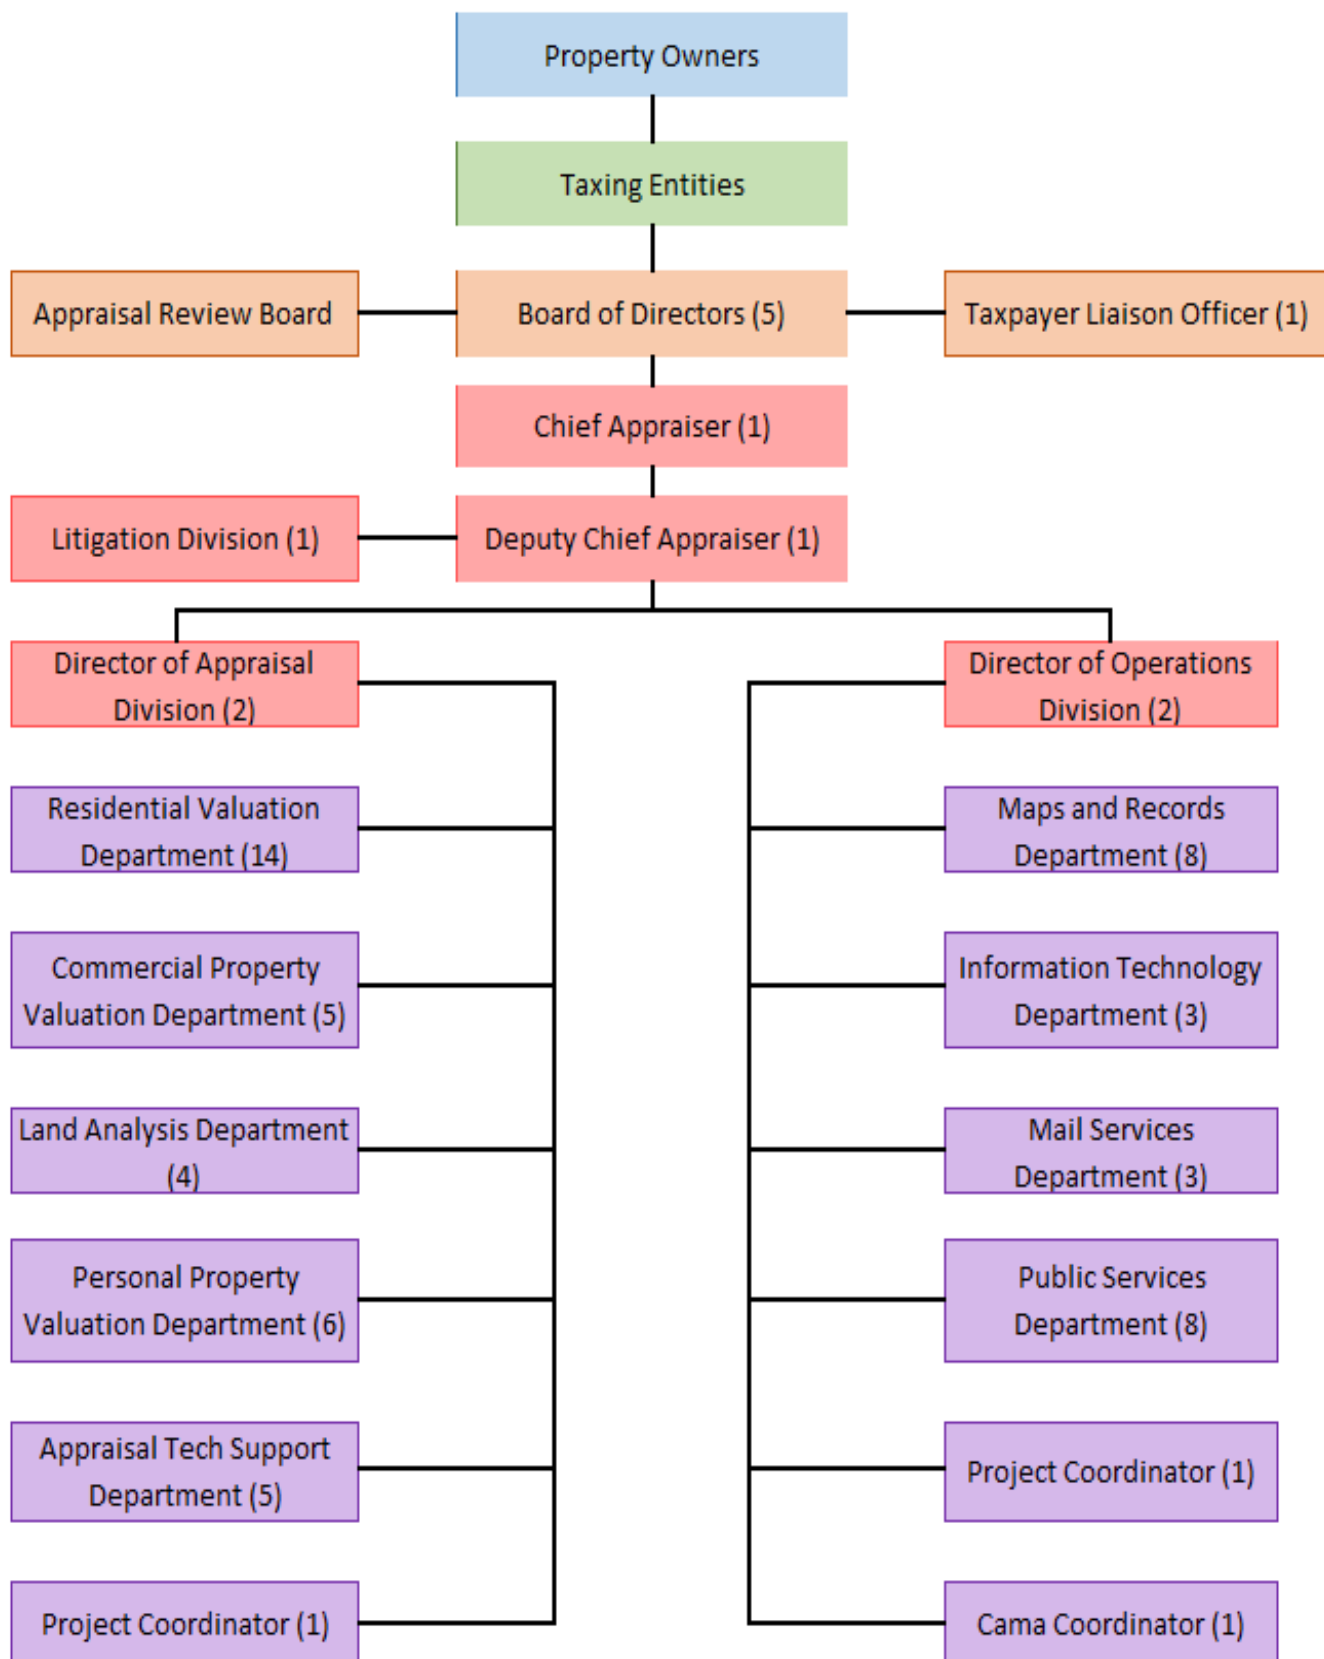 Property Owners
Taxing Entities
Appraisal Review Board
Board of Directors (5)
Taxpayer Liaison Officer (1)
Chief Appraiser (1)
Litigation Division (1)
Deputy Chief Appraiser (1)
Director of Appraisal
Division (2)
Director of Operations
Division (2)
Residential Valuation
Department (14)
Maps and Records
Department (8)
Commercial Property
Valuation Department (5)
Information Technology
Department (3)
Land Analysis Department
(4)
Mail Services
Department (3)
Personal Property
Valuation Department (6)
Public Services
Department (8)
Appraisal Tech Support
Department (5)
Project Coordinator (1)
Project Coordinator (1)
Cama Coordinator (1)